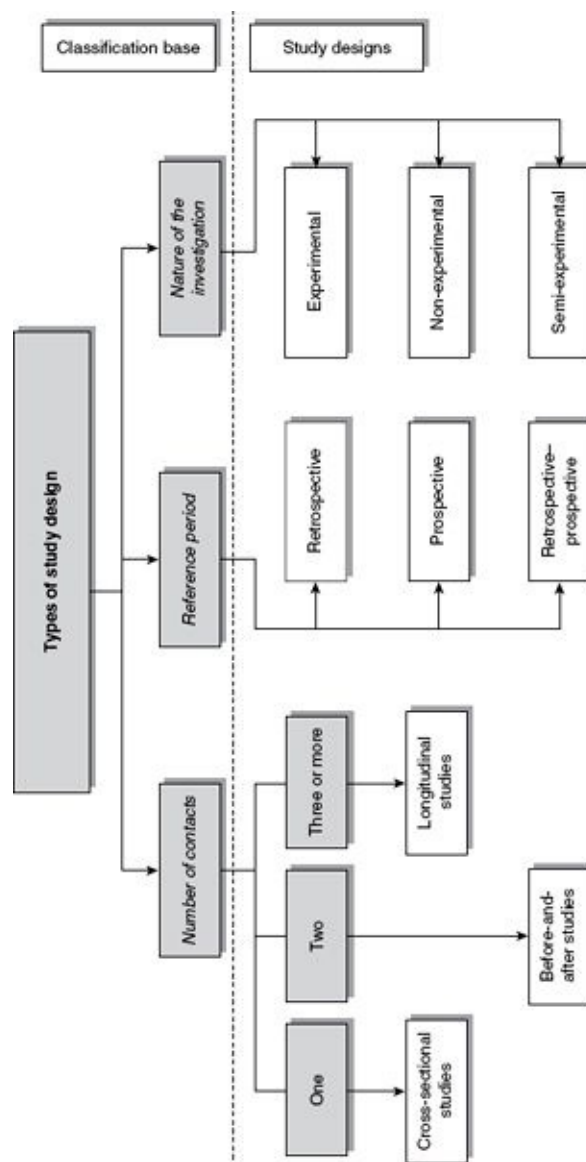 Types of study design
Number of contacts
Reference period
Nature of the
investigation
Classification base
Study designs
One
Two
Three or more
Cross-sectional
studies
Before-and-
after studies
Longitudinal
studies
Retrospective
Prospective
Retrospective–
prospective
Experimental
Non-experimental
Semi-experimental